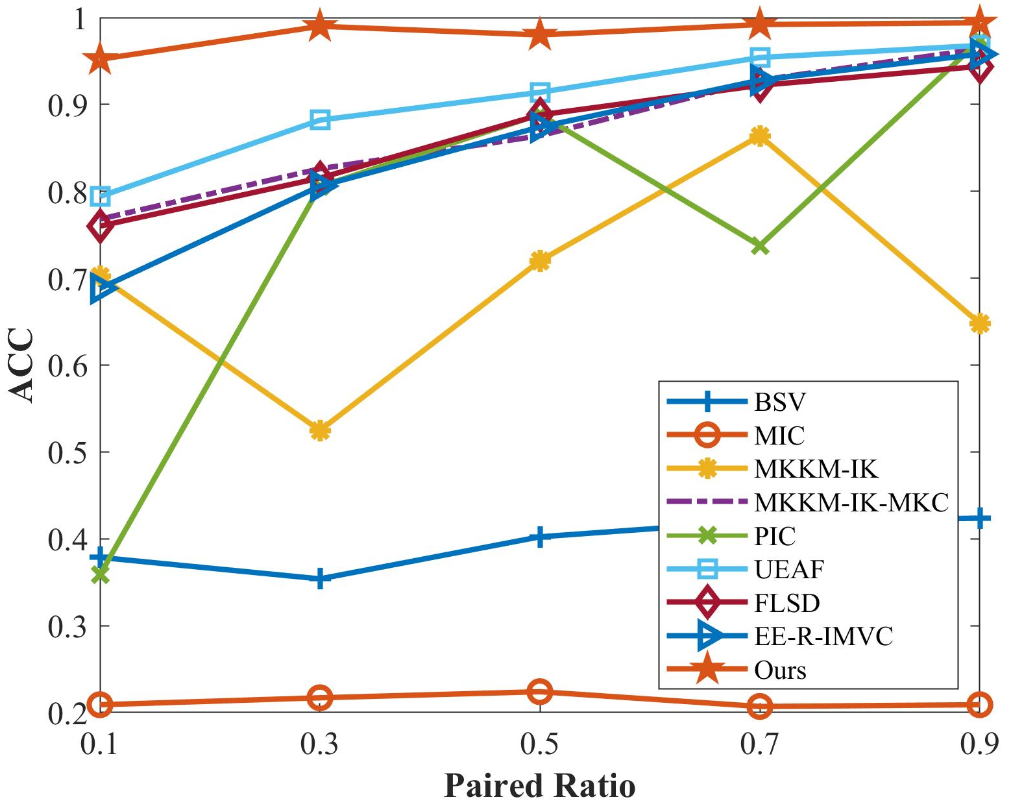 1
0.9
0.8
0.7
0.6
0.5
0.4
0.3
0.2
ACC
BSV
MIC
MKKM-IK
MKKM-IK-MKC
PIC
UEAF
FLSD
EE-R-IMVC
Ours
0.1 0.3 0.5 0.7 0.9
Paired Ratio